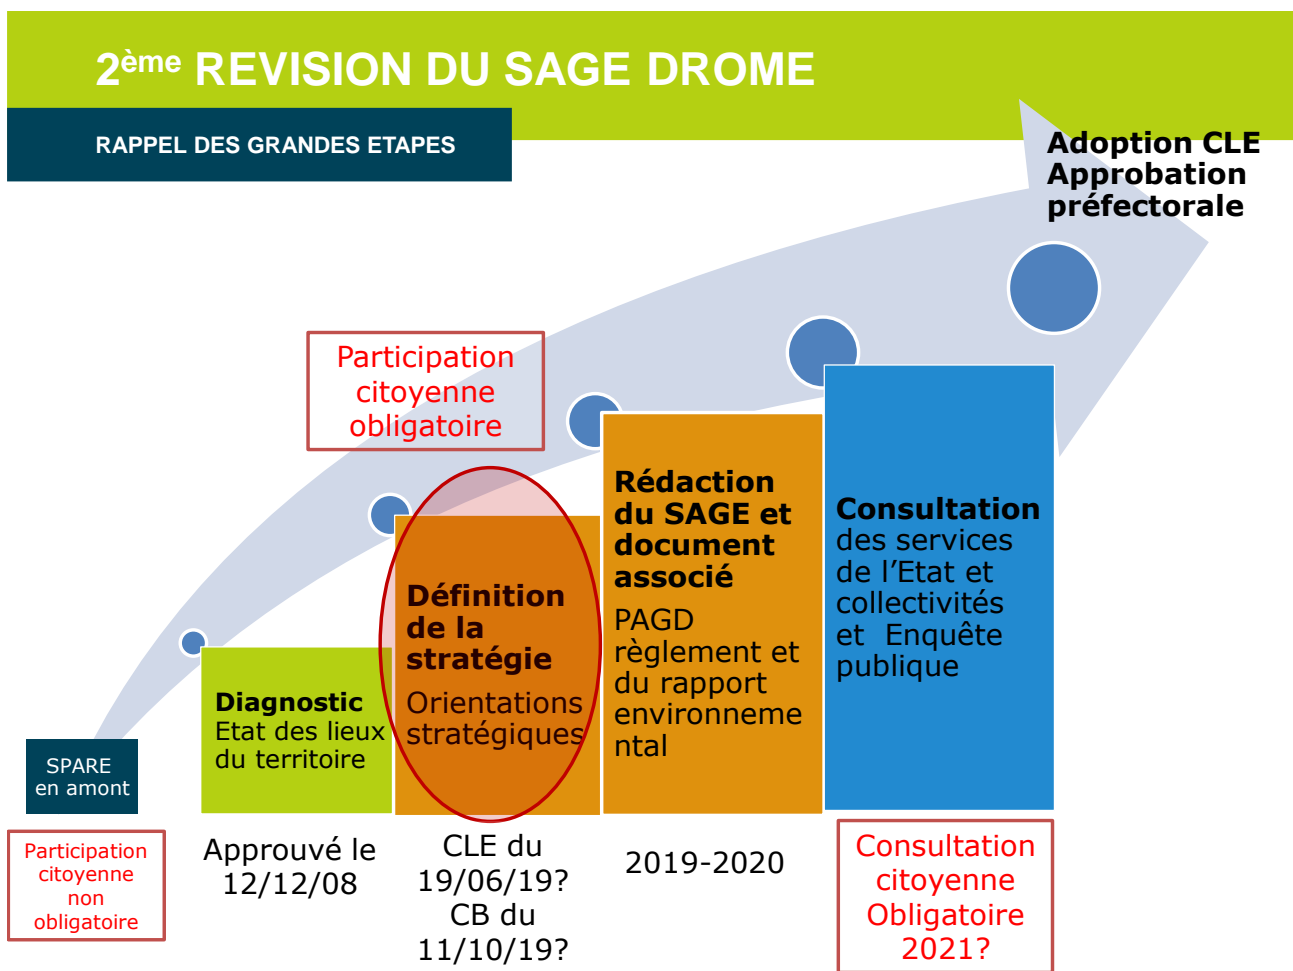 2ème REVISION DU SAGE DROME
RAPPEL DES GRANDES ETAPES
Adoption CLE
Approbation
préfectorale
Participation
citoyenne
obligatoire
SPARE
en amont
Participation
citoyenne
non
obligatoire
Diagnostic
Etat des lieux
du territoire
Approuvé le
12/12/08
Définition
de la
stratégie
Orientations
stratégiques
CLE du
19/06/19?
CB du
11/10/19?
Rédaction
du SAGE et
document
associé
PAGD
règlement et
du rapport
environneme
ntal
2019-2020
Consultation
des services
de l’Etat et
collectivités
et Enquête
publique
Consultation
citoyenne
Obligatoire
2021?